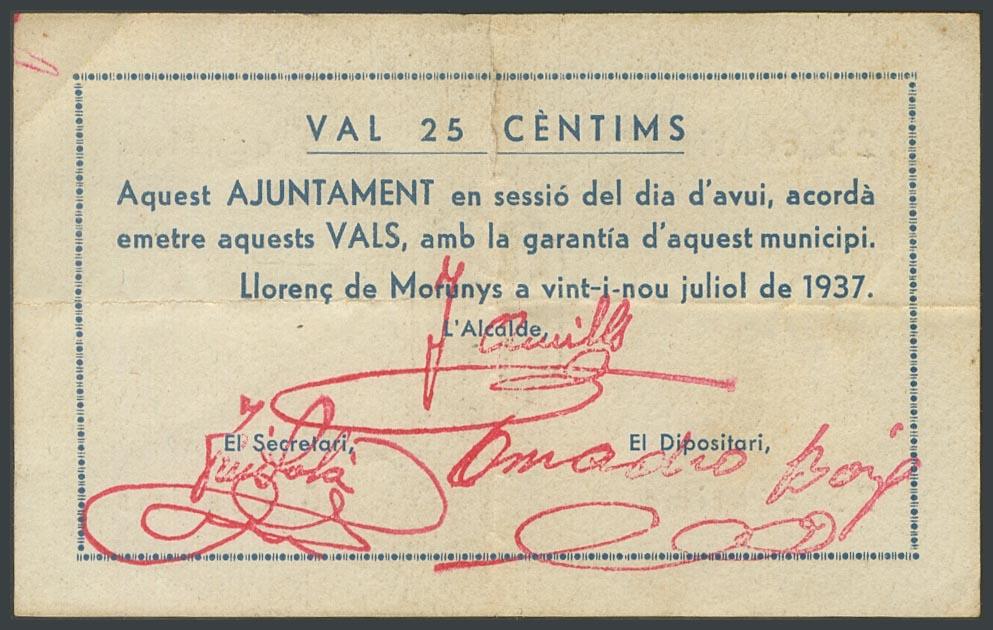 VAL 25 CÈNTIMS
Aquest AJUNTAMENT en sessió del dia d'avui, acordà
emetre aquests VALS, amb la garantía d'aquest municipi.
Llorenç de Morunys a vint-i-nou juliol de 1937.
L'Alcalde,
El Secretari,
El Dipositari,